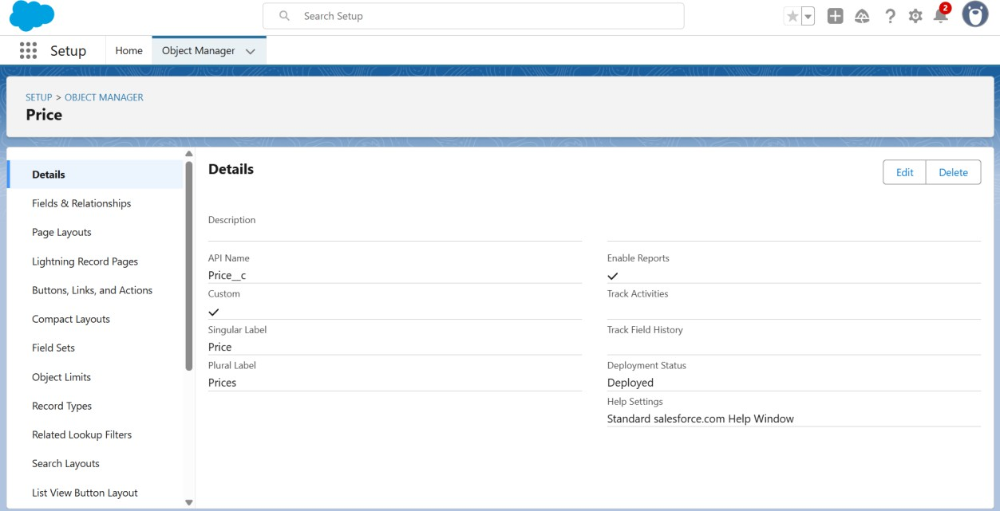 Search Setup
2
Setup
Home
Object Manager
SETUP > OBJECT MANAGER
Price
Details
Fields & Relationships
Page Layouts
Lightning Record Pages
Buttons, Links, and Actions
Compact Layouts
Field Sets
Object Limits
Record Types
Related Lookup Filters
Search Layouts
List View Button Layout
Details
Edit
Delete
Description
API Name
Price__c
Custom
Singular Label
Price
Plural Label
Prices
Enable Reports
Track Activities
Track Field History
Deployment Status
Deployed
Help Settings
Standard salesforce.com Help Window